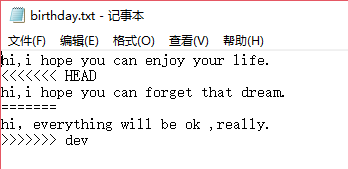 birthday.txt - 记事本
文件(F) 编辑(E) 格式(O) 查看(V) 帮助(H)
hi,i hope you can enjoy your life.
<<<<<<< HEAD
hi,i hope you can forget that dream.
=======
hi, everything will be ok ,really.
>>>>>>> dev